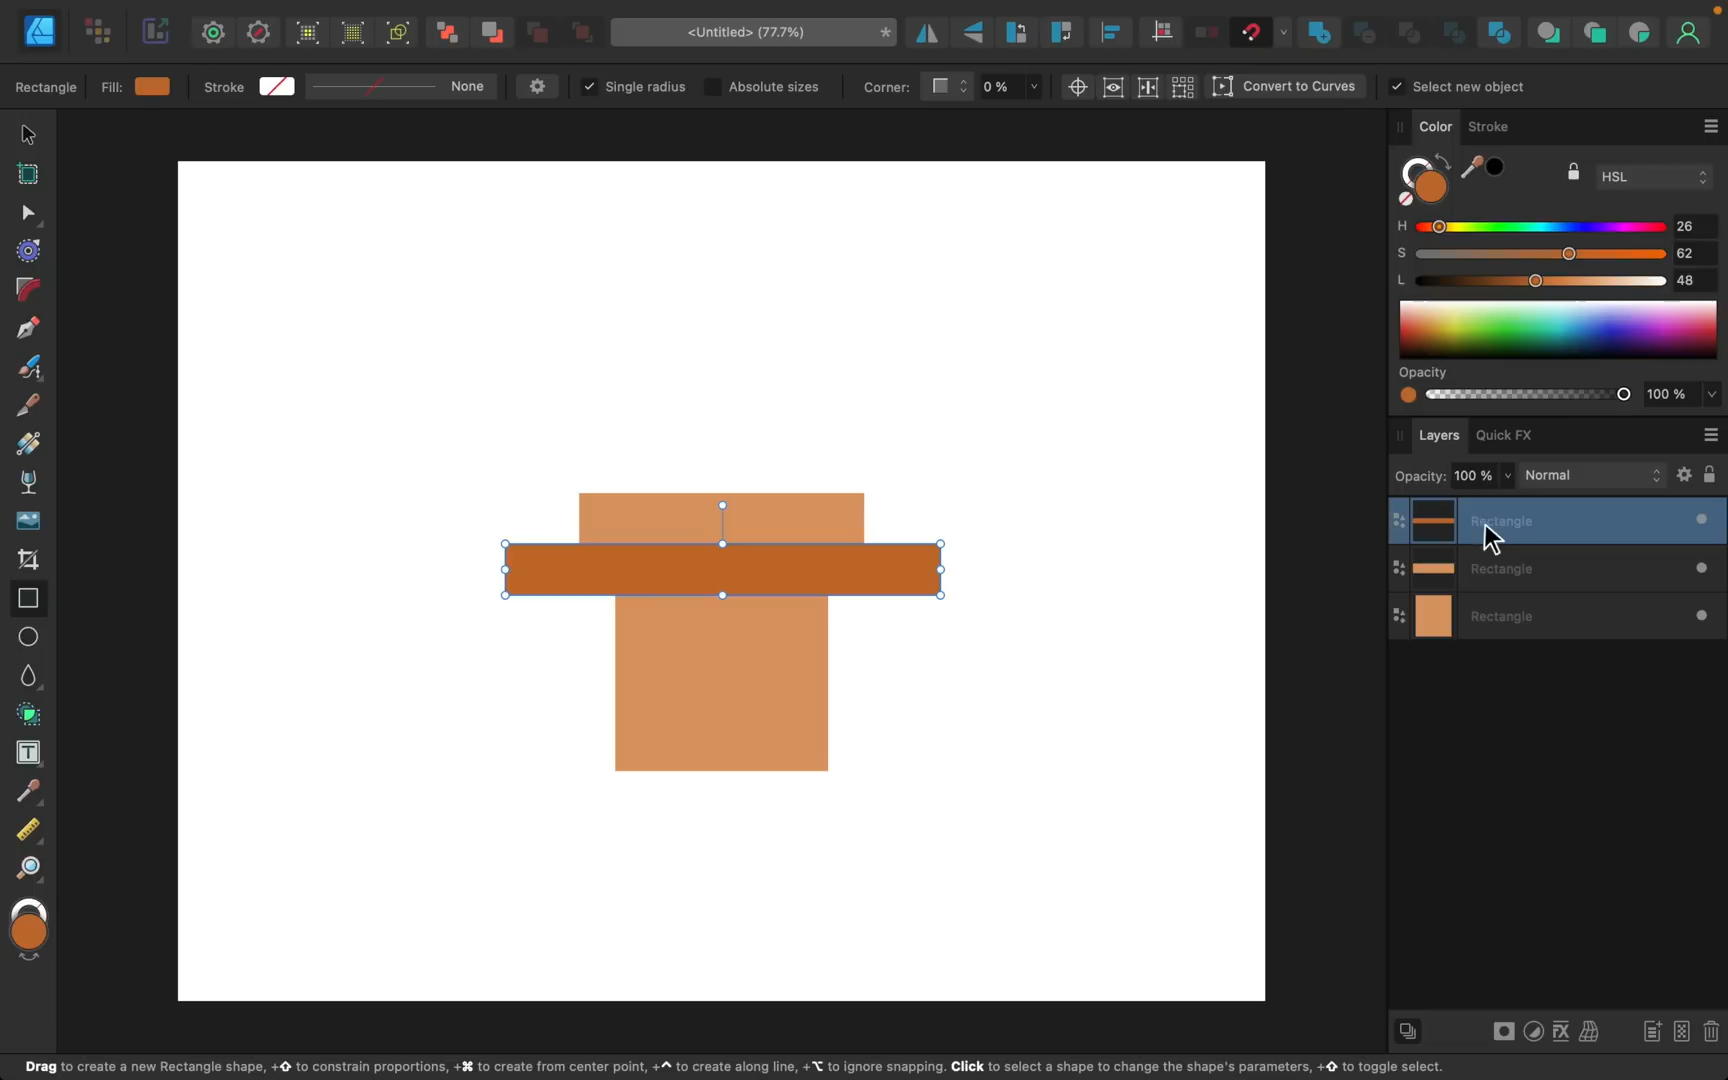 <Untitled> (77.7%) *
Rectangle Fill: Stroke None Single radius Absolute sizes Corner: 0 % Convert to Curves Select new object
Color Stroke
HSL
H 26
S 62
L 48
Opacity
100 %
Layers Quick FX
Opacity: 100 % Normal
Rectangle
Rectangle
Rectangle
Drag to create a new Rectangle shape, +⇧ to constrain proportions, +⌘ to create from center point, +^ to create along line, +⌥ to ignore snapping. Click to select a shape to change the shape's parameters, +⇧ to toggle select.